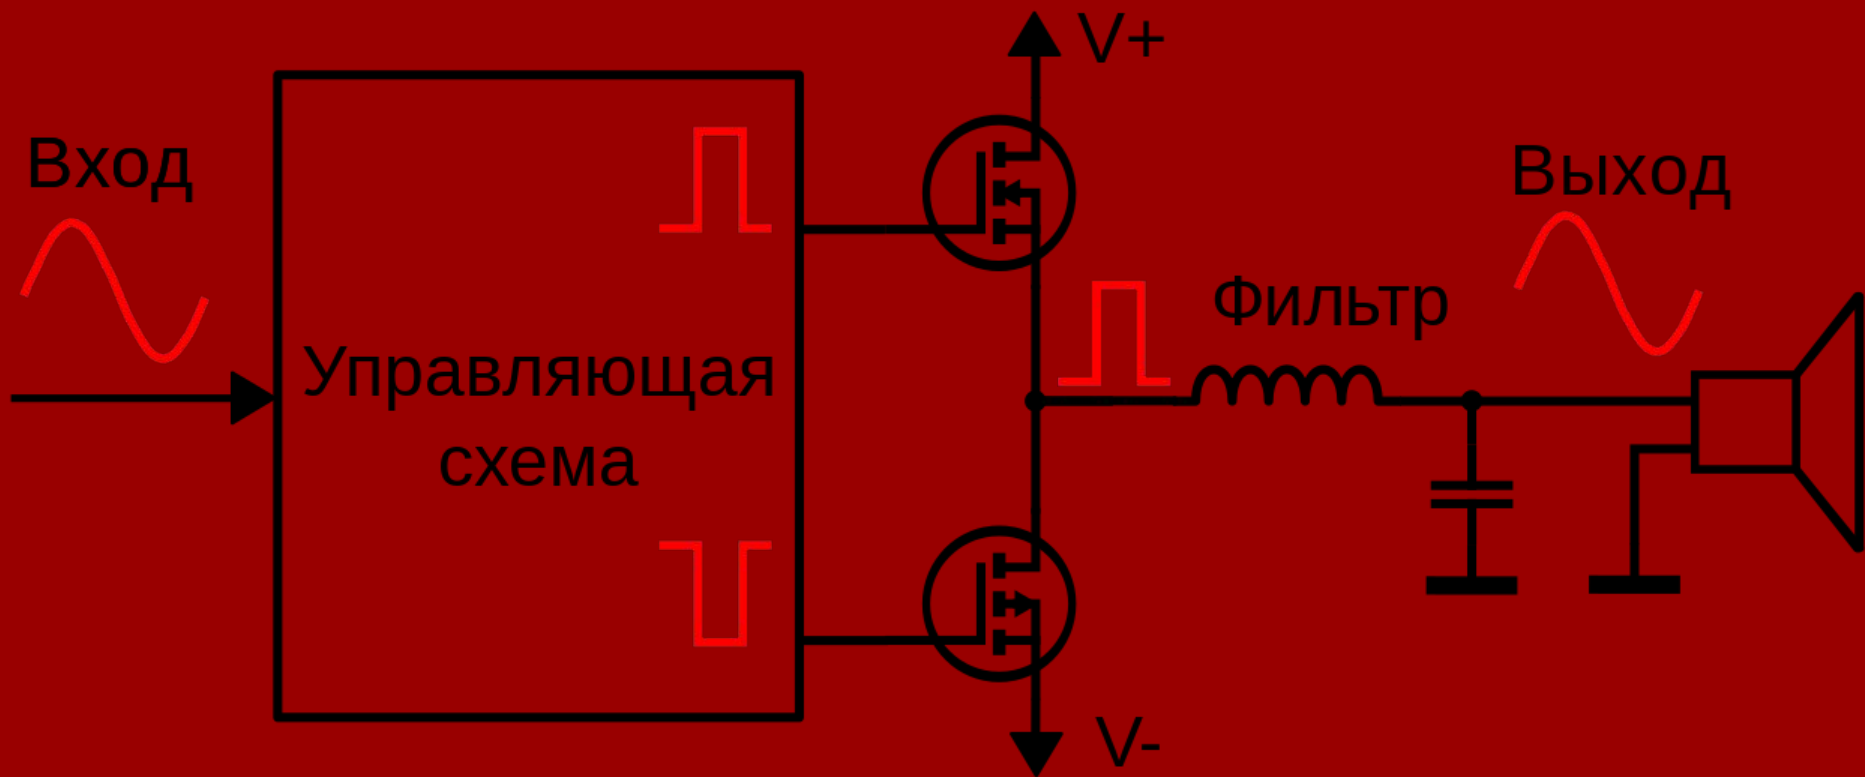 V+
Вход
Выход
Фильтр
Управляющая
схема
V-